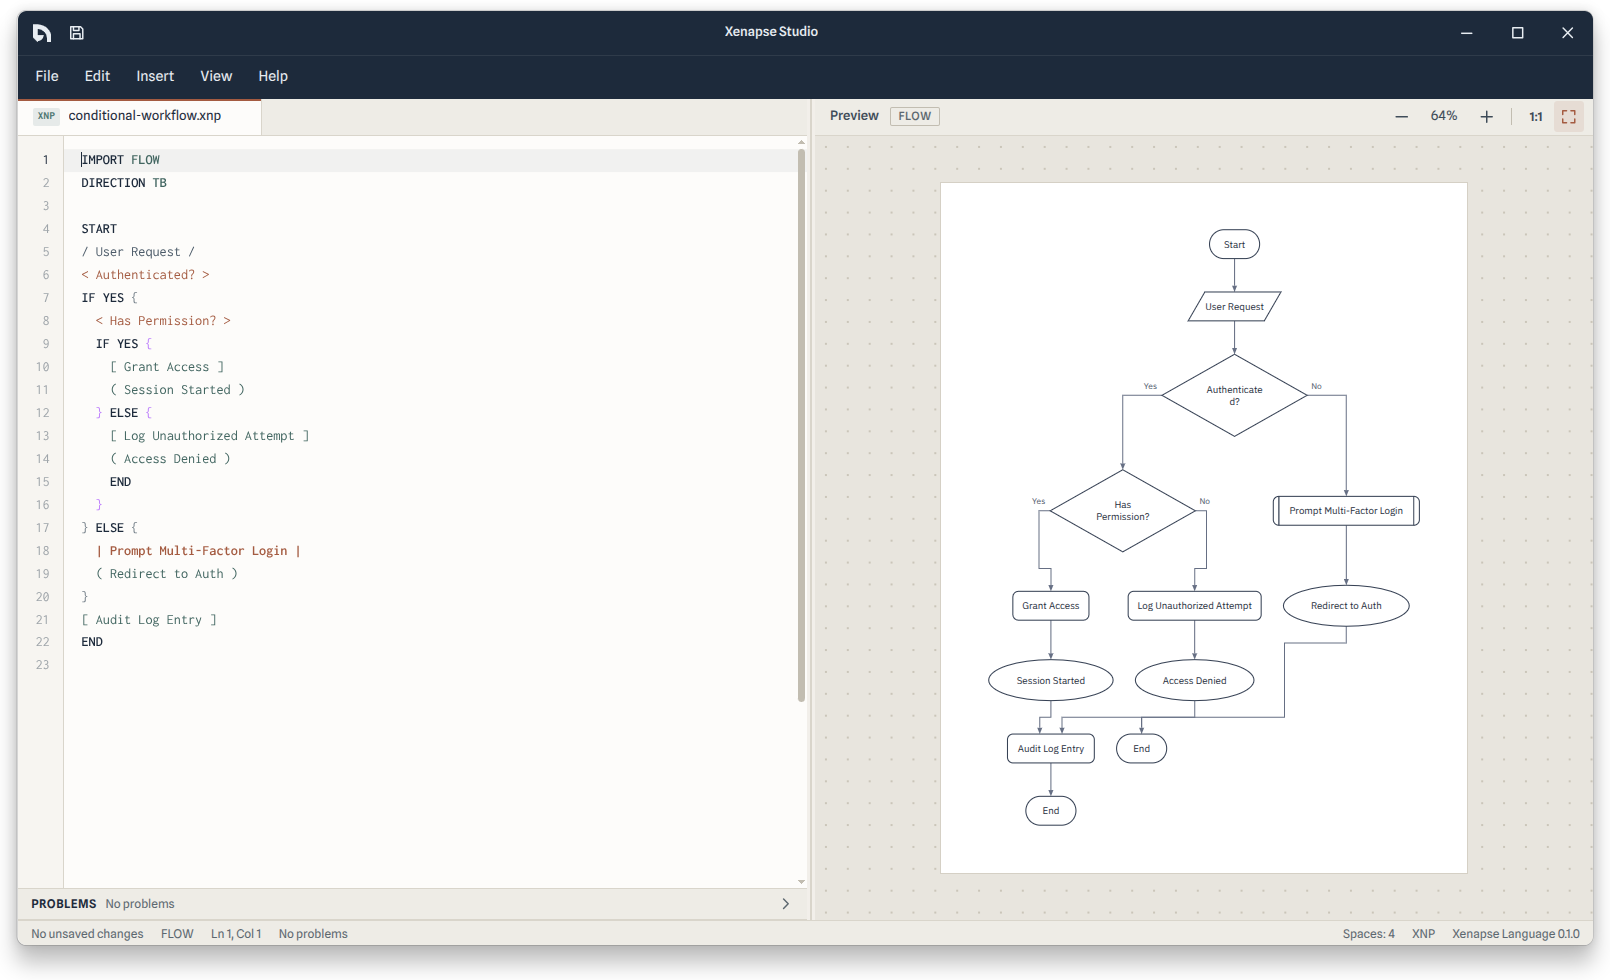 Xenapse Studio
File Edit Insert View Help
XNP conditional-workflow.xnp
Preview FLOW 64% 1:1
1 IMPORT FLOW
2 DIRECTION TB
3
4 START
5 / User Request /
6 < Authenticated? >
7 IF YES {
8 < Has Permission? >
9 IF YES {
10 [ Grant Access ]
11 ( Session Started )
12 } ELSE {
13 [ Log Unauthorized Attempt ]
14 ( Access Denied )
15 END
16 }
17 } ELSE {
18 | Prompt Multi-Factor Login |
19 ( Redirect to Auth )
20 }
21 [ Audit Log Entry ]
22 END
23
Start
User Request
Yes
Authenticate
d?
No
Yes
Has
Permission?
No
Prompt Multi-Factor Login
Grant Access
Log Unauthorized Attempt
Redirect to Auth
Session Started
Access Denied
Audit Log Entry
End
End
PROBLEMS No problems
No unsaved changes FLOW Ln 1, Col 1 No problems
Spaces: 4 XNP Xenapse Language 0.1.0